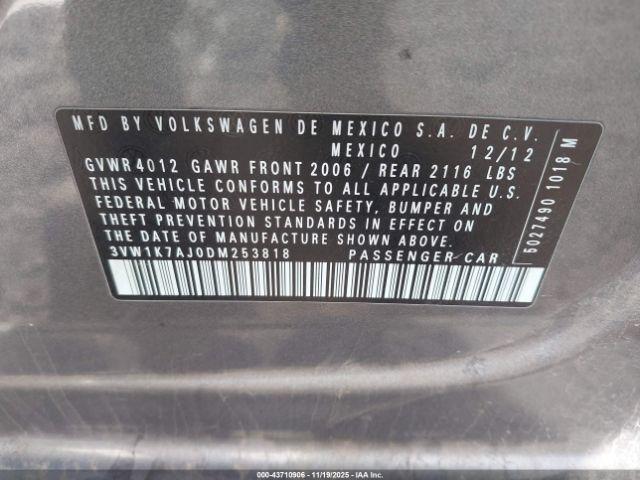 MFD BY VOLKSWAGEN DE MEXICO S.A. DE C.V.
MEXICO 12/12
GVWR 4012 GAWR FRONT 2006 / REAR 2116 LBS
THIS VEHICLE CONFORMS TO ALL APPLICABLE U.S.
FEDERAL MOTOR VEHICLE SAFETY, BUMPER AND
THEFT PREVENTION STANDARDS IN EFFECT ON
THE DATE OF MANUFACTURE SHOWN ABOVE.
3VW1K7AJ0DM253818 PASSENGER CAR
5027490 1018 M
000-43710906 - 11/19/2025 - IAAI.COM